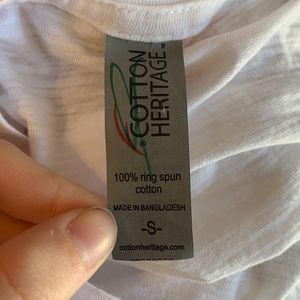 COTTON
HERITAGE
100% ring spun
cotton
MADE IN BANGLADESH
-S-
cottonheritage.com